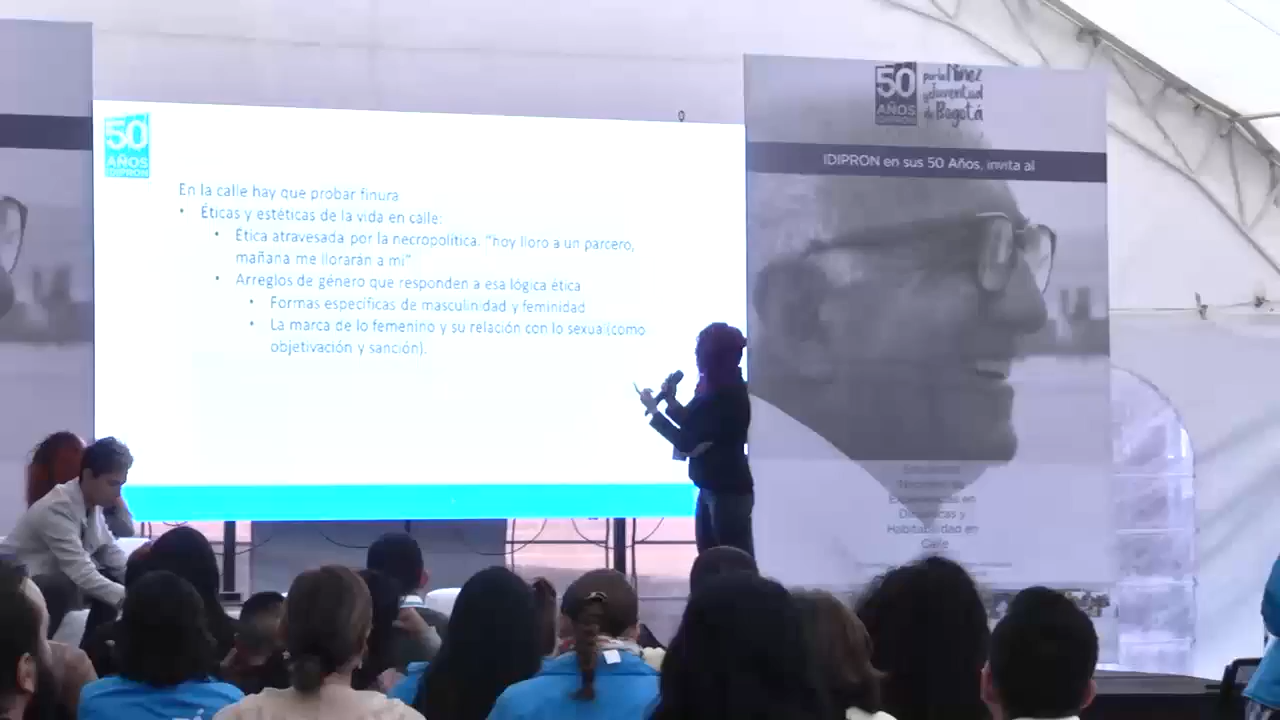 50
AÑOS
IDIPRON
En la calle hay que probar finura
• Éticas y estéticas de la vida en calle:
• Ética atravesada por la necropolítica. "hoy lloro a un parcero,
mañana me llorarán a mi"
• Arreglos de género que responden a esa lógica ética
• Formas específicas de masculinidad y feminidad
• La marca de lo femenino y su relación con lo sexual(como
objetivación y sanción).
50
AÑOS
IDIPRON
por la Niñez
y Juventud
de Bogotá
IDIPRON en sus 50 Años, invita al
en
y
Habitabilidad en
Calle